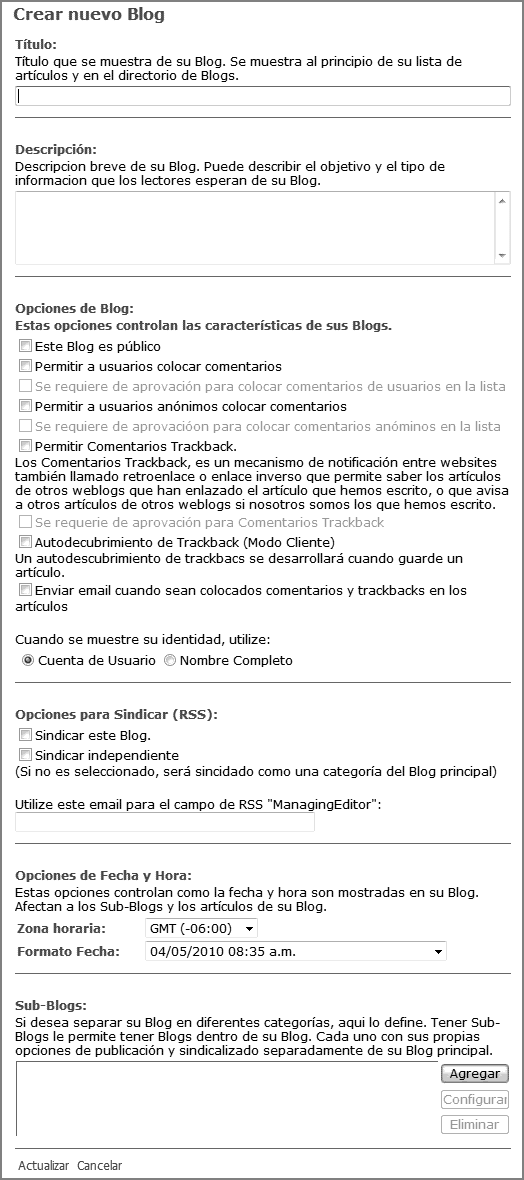 Crear nuevo Blog
Título:
Título que se muestra de su Blog. Se muestra al principio de su lista de
artículos y en el directorio de Blogs.
Descripción:
Descripcion breve de su Blog. Puede describir el objetivo y el tipo de
informacion que los lectores esperan de su Blog.
Opciones de Blog:
Estas opciones controlan las características de sus Blogs.
Este Blog es público
Permitir a usuarios colocar comentarios
Se requiere de aprovación para colocar comentarios de usuarios en la lista
Permitir a usuarios anónimos colocar comentarios
Se requiere de aprovacióon para colocar comentarios anóminos en la lista
Permitir Comentarios Trackback.
Los Comentarios Trackback, es un mecanismo de notificación entre websites
también llamado retroenlace o enlace inverso que permite saber los artículos
de otros weblogs que han enlazado el artículo que hemos escrito, o que avisa
a otros artículos de otros weblogs si nosotros somos los que hemos escrito.
Se requerie de aprovación para Comentarios Trackback
Autodecubrimiento de Trackback (Modo Cliente)
Un autodescubrimiento de trackbacs se desarrollará cuando guarde un
artículo.
Enviar email cuando sean colocados comentarios y trackbacks en los
artículos
Cuando se muestre su identidad, utilize:
Cuenta de Usuario Nombre Completo
Opciones para Sindicar (RSS):
Sindicar este Blog.
Sindicar independiente
(Si no es seleccionado, será sincidado como una categoría del Blog principal)
Utilize este email para el campo de RSS "ManagingEditor":
Opciones de Fecha y Hora:
Estas opciones controlan como la fecha y hora son mostradas en su Blog.
Afectan a los Sub-Blogs y los artículos de su Blog.
Zona horaria: GMT (-06:00)
Formato Fecha: 04/05/2010 08:35 a.m.
Sub-Blogs:
Si desea separar su Blog en diferentes categorías, aqui lo define. Tener Sub-
Blogs le permite tener Blogs dentro de su Blog. Cada uno con sus propias
opciones de publicación y sindicalizado separadamente de su Blog principal.
Agregar
Configurar
Eliminar
Actualizar Cancelar